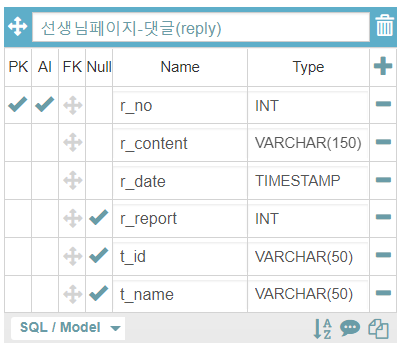 선생님페이지-댓글(reply)
PK AI FK Null Name Type
r_no INT
r_content VARCHAR(150)
r_date TIMESTAMP
r_report INT
t_id VARCHAR(50)
t_name VARCHAR(50)
SQL / Model
A
Z